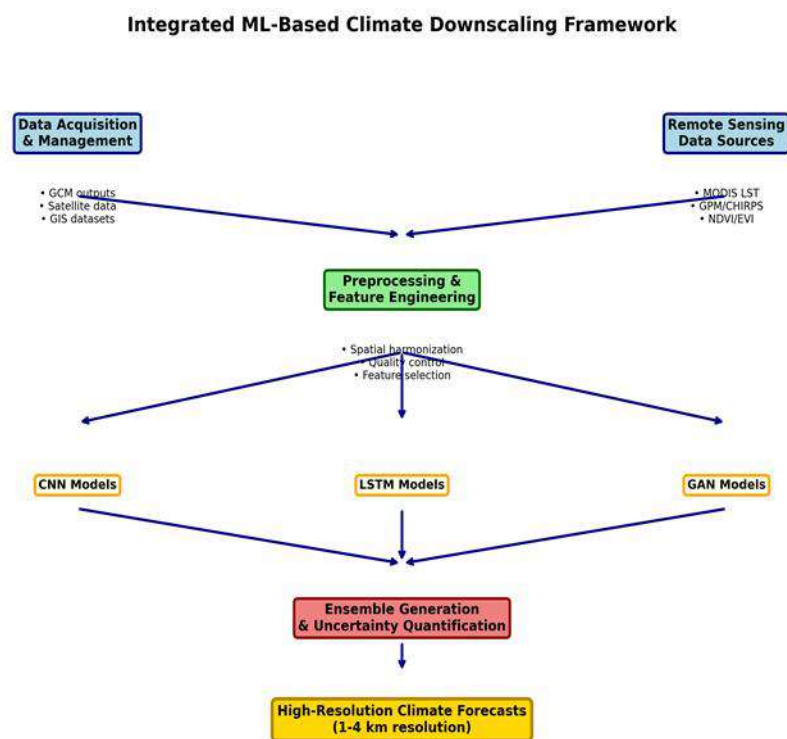 Integrated ML-Based Climate Downscaling Framework
Data Acquisition
& Management
Remote Sensing
Data Sources
• GCM outputs
• Satellite data
• GIS datasets
• MODIS LST
• GPM/CHIRPS
• NDVI/EVI
Preprocessing &
Feature Engineering
• Spatial harmonization
• Quality control
• Feature selection
CNN Models
LSTM Models
GAN Models
Ensemble Generation
& Uncertainty Quantification
High-Resolution Climate Forecasts
(1-4 km resolution)